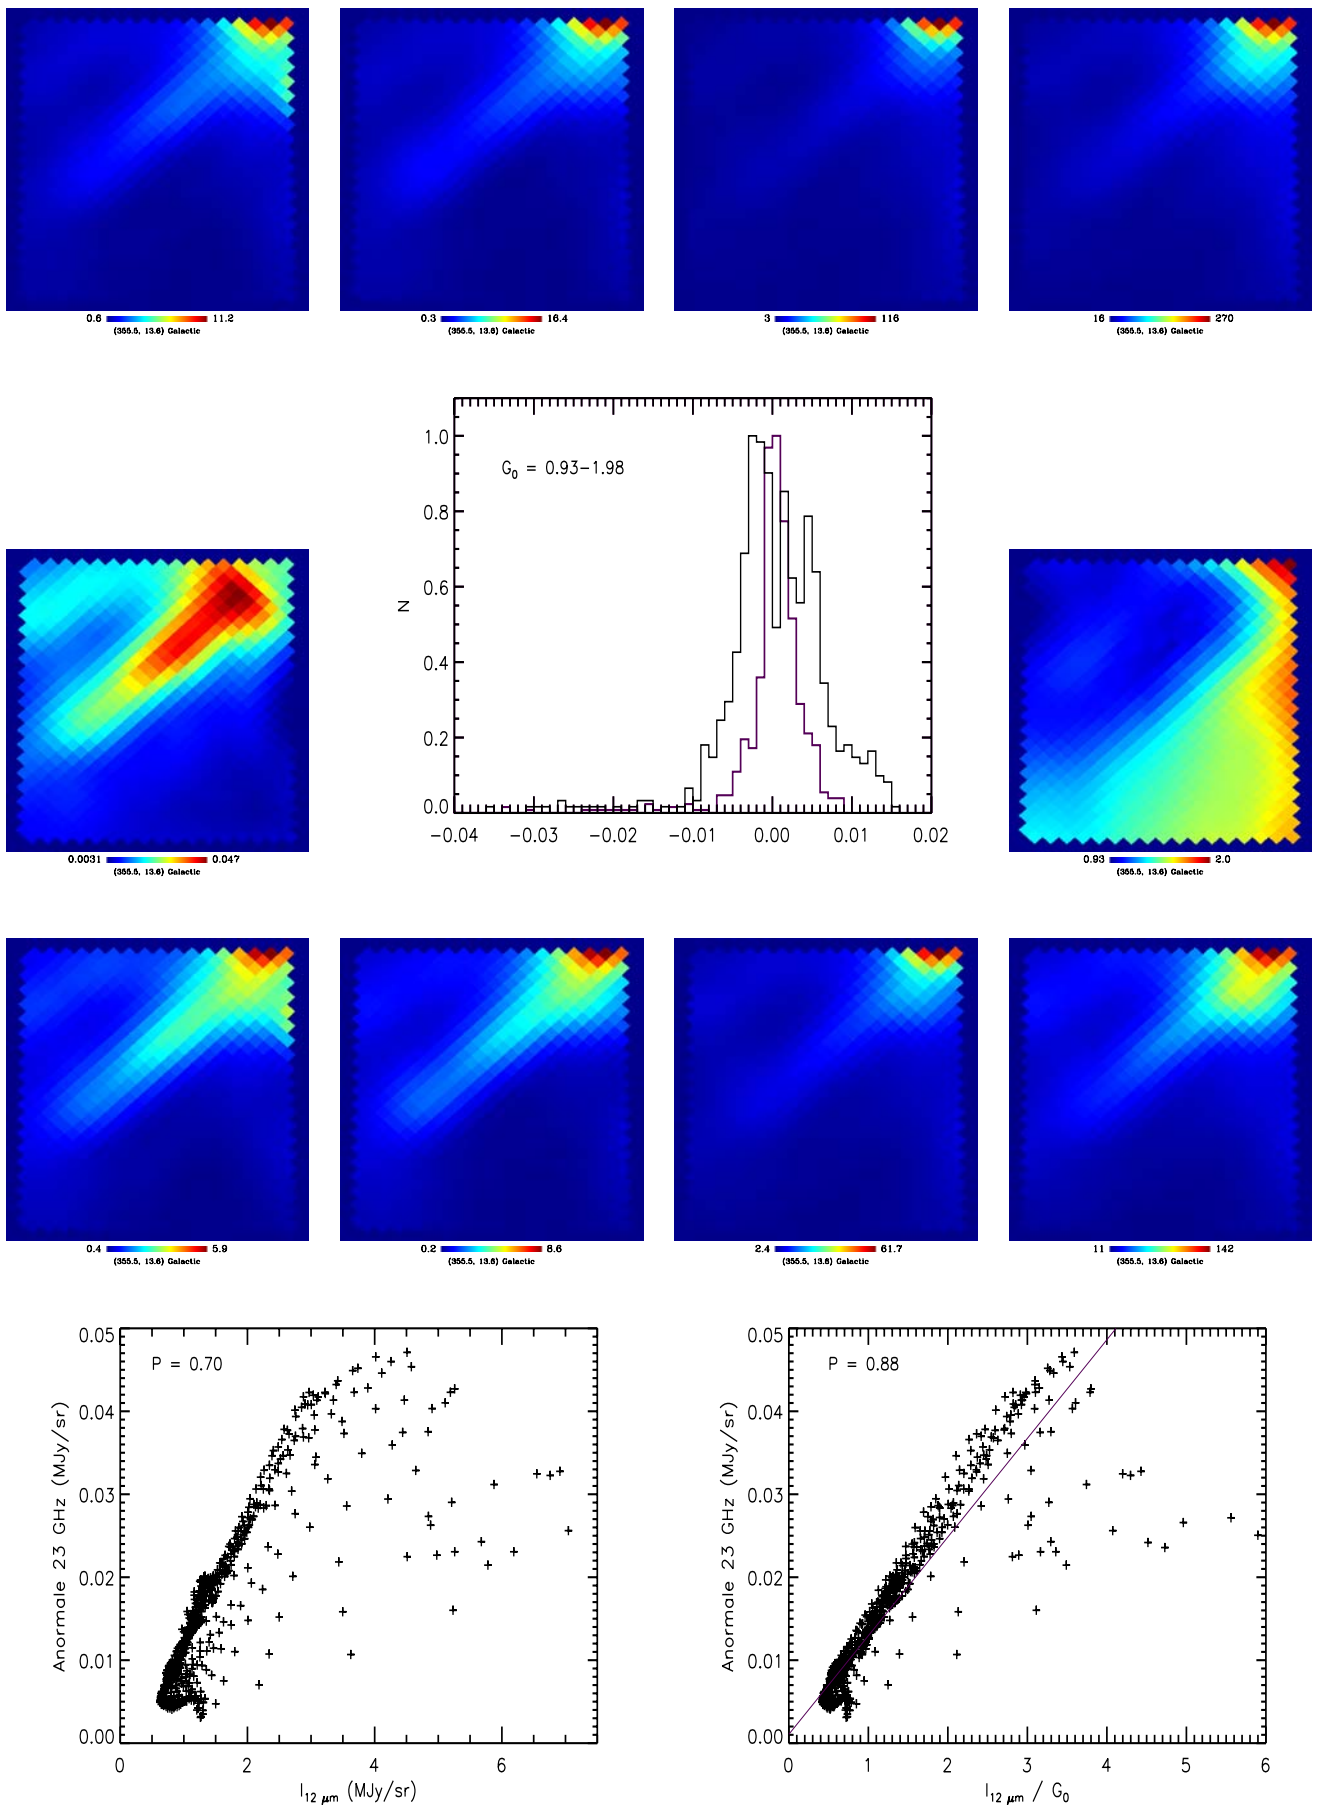 0.6 11.2
(355.5, 13.6) Galactic
0.3 16.4
(355.5, 13.6) Galactic
3 116
(355.5, 13.6) Galactic
16 270
(355.5, 13.6) Galactic
G0 = 0.93−1.98
N
1.0
0.8
0.6
0.4
0.2
0.0
−0.04 −0.03 −0.02 −0.01 0.00 0.01 0.02
0.0031 0.047
(355.5, 13.6) Galactic
0.93 2.0
(355.5, 13.6) Galactic
0.4 5.9
(355.5, 13.6) Galactic
0.2 8.6
(355.5, 13.6) Galactic
2.4 61.7
(355.5, 13.6) Galactic
11 142
(355.5, 13.6) Galactic
P = 0.70
Anormale 23 GHz (MJy/sr)
0.05
0.04
0.03
0.02
0.01
0.00
0 2 4 6
I12 μm (MJy/sr)
P = 0.88
Anormale 23 GHz (MJy/sr)
0.05
0.04
0.03
0.02
0.01
0.00
0 1 2 3 4 5 6
I12 μm / G0